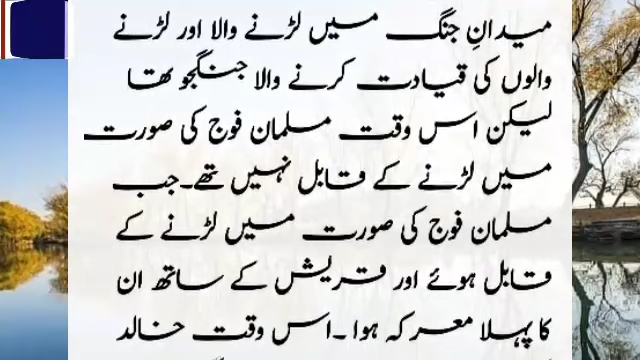 میدانِ جنگ میں لڑنے والا اور لڑنے
والوں کی قیادت کرنے والا جنگجو تھا
لیکن اس وقت مسلمان فوج کی صورت
میں لڑنے کے قابل نہیں تھے۔جب
مسلمان فوج کی صورت میں لڑنے کے
قابل ہوئے اور قریش کے ساتھ ان
کا پہلا معرکہ ہوا ۔اس وقت خالد